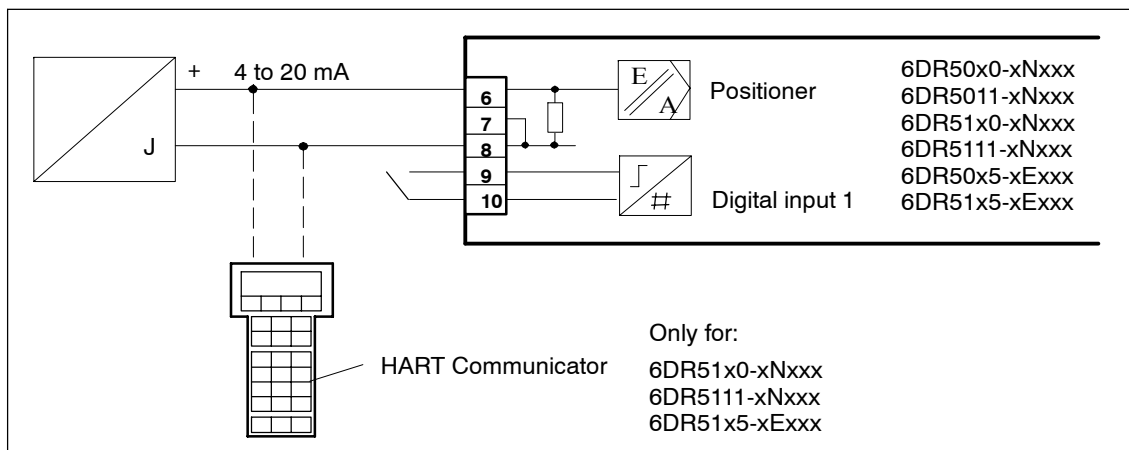 + 4 to 20 mA
J
6
7
8
9
10
E
A
Positioner
#
Digital input 1
6DR50x0-xNxxx
6DR5011-xNxxx
6DR51x0-xNxxx
6DR5111-xNxxx
6DR50x5-xExxx
6DR51x5-xExxx
HART Communicator
Only for:
6DR51x0-xNxxx
6DR5111-xNxxx
6DR51x5-xExxx